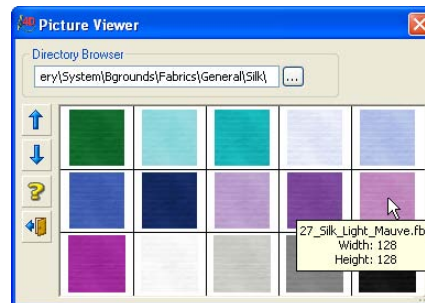 Picture Viewer
Directory Browser
ery\System\Bgrounds\Fabrics\General\Silk\
...
27_Silk_Light_Mauve.fb
Width: 128
Height: 128